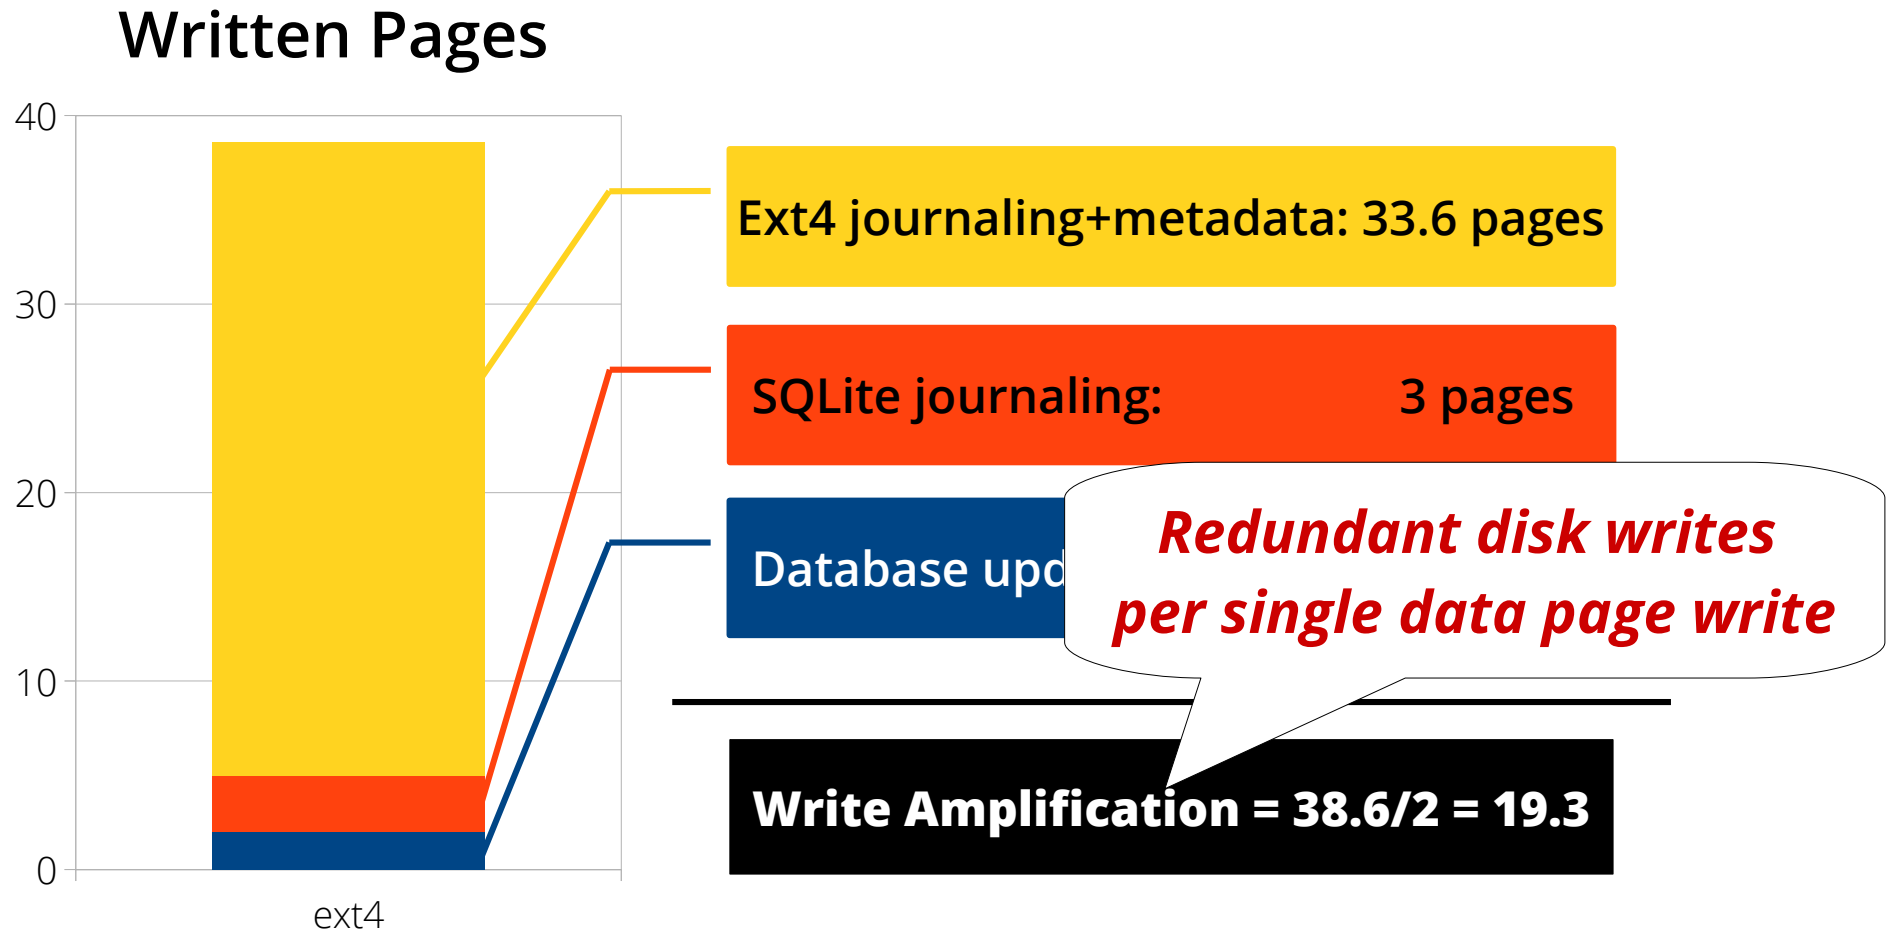 Written Pages
40
30
20
10
0
ext4
Ext4 journaling+metadata: 33.6 pages
SQLite journaling: 3 pages
Database upd
Redundant disk writes
per single data page write
Write Amplification = 38.6/2 = 19.3